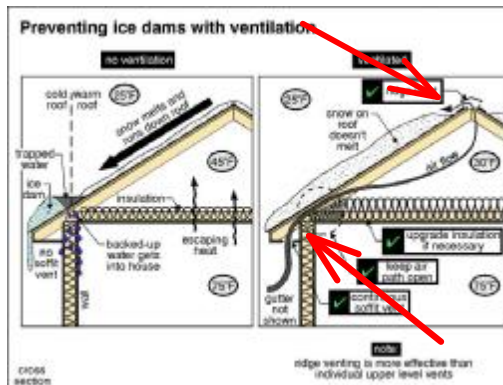 Preventing ice dams with ventilation
no ventilation
ventilated
cold roof
warm roof
25°F
snow melts and
runs down roof
trapped
water
ice
dam
45°F
insulation
no
soffit
vent
backed-up
water gets
into house
escaping
heat
wall
75°F
cross
section
25°F
snow on
roof
doesn't
melt
air flow
30°F
upgrade insulation
if necessary
keep air
path open
continuous
soffit vent
gutter
not
shown
75°F
note:
ridge venting is more effective than
individual upper level vents